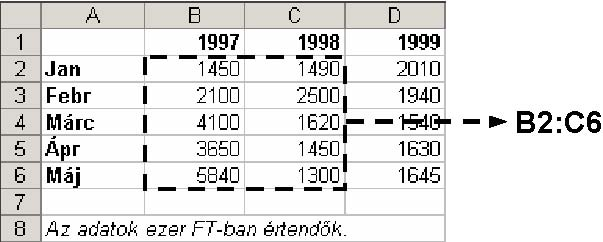 A B C D
1 1997 1998 1999
2 Jan 1450 1490 2010
3 Febr 2100 2500 1940
4 Márc 4100 1620 1540 B2:C6
5 Ápr 3650 1450 1630
6 Máj 5840 1300 1645
7
8 Az adatok ezer FT-ban értendők.